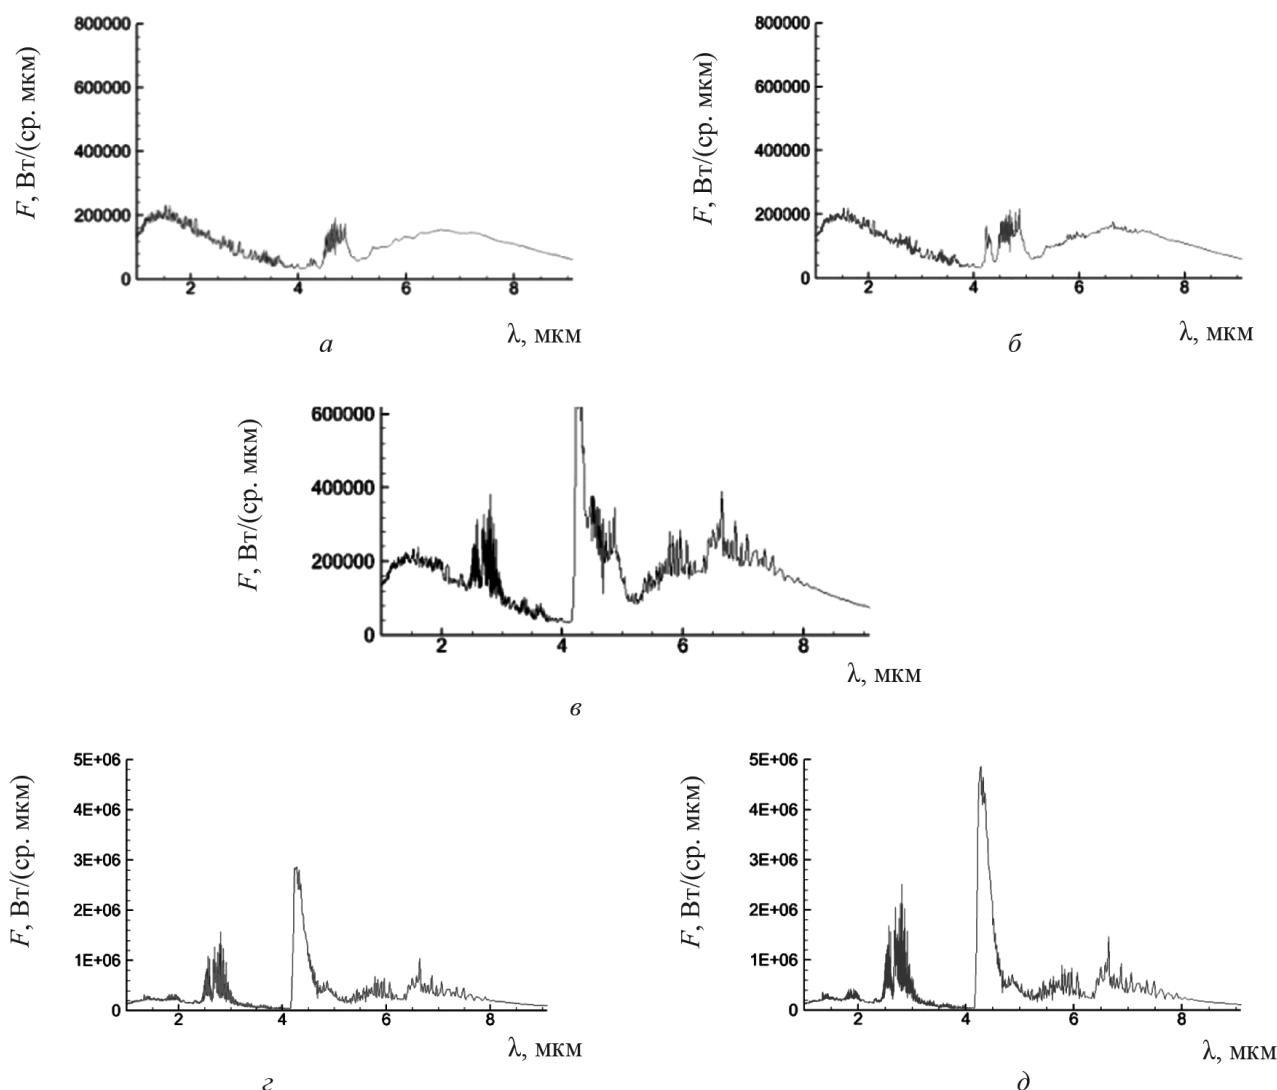 F, Вт/(ср. мкм)
800000
600000
400000
200000
0
2
4
6
8
λ, мкм
а
F, Вт/(ср. мкм)
800000
600000
400000
200000
0
2
4
6
8
λ, мкм
б
F, Вт/(ср. мкм)
600000
400000
200000
0
2
4
6
8
λ, мкм
в
F, Вт/(ср. мкм)
5E+06
4E+06
3E+06
2E+06
1E+06
0
2
4
6
8
λ, мкм
г
F, Вт/(ср. мкм)
5E+06
4E+06
3E+06
2E+06
1E+06
0
2
4
6
8
λ, мкм
д